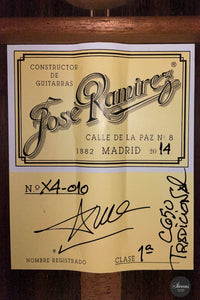 CONSTRUCTOR
DE
GUITARRAS
José Ramirez
®
CALLE DE LA PAZ Nº 8
1882 MADRID 2014
Nº X4-010
C650
TRADICIONAL
CLASE 1ª
NOMBRE REGISTRADO